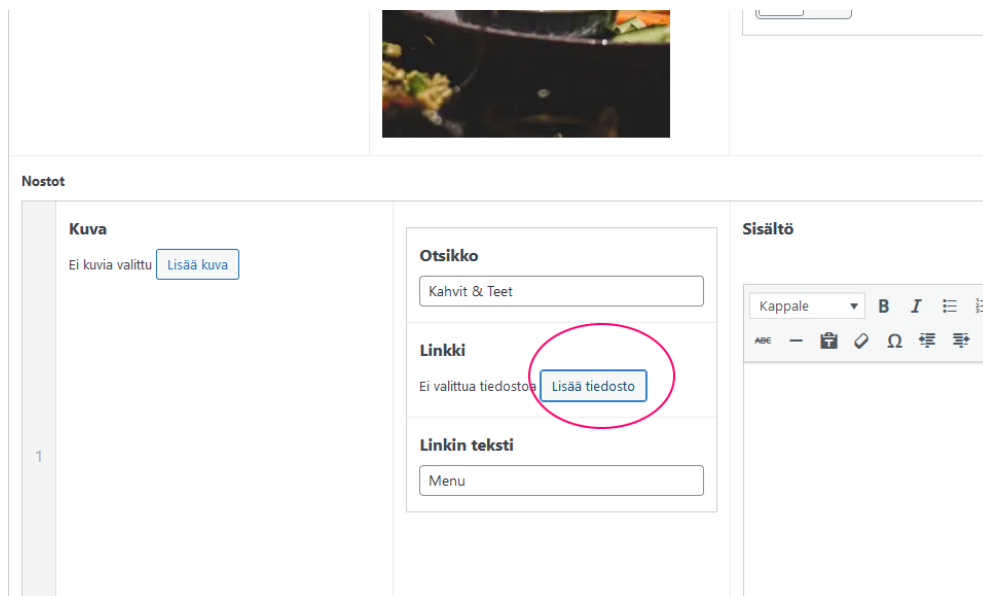 Nostot
Kuva
Ei kuvia valittu Lisää kuva
Otsikko
Kahvit & Teet
Linkki
Ei valittua tiedostoa Lisää tiedosto
Linkin teksti
Menu
Sisältö
Kappale B I
ABC Ω
1